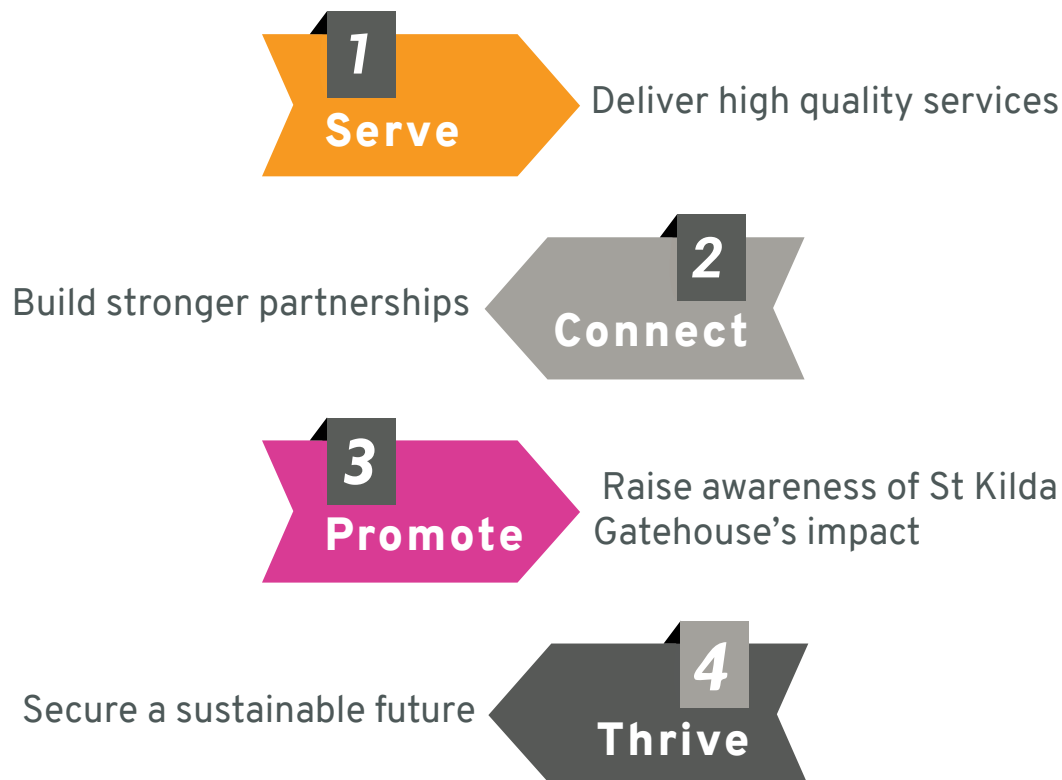 1
Serve
Deliver high quality services
2
Connect
Build stronger partnerships
3
Promote
Raise awareness of St Kilda
Gatehouse’s impact
4
Thrive
Secure a sustainable future